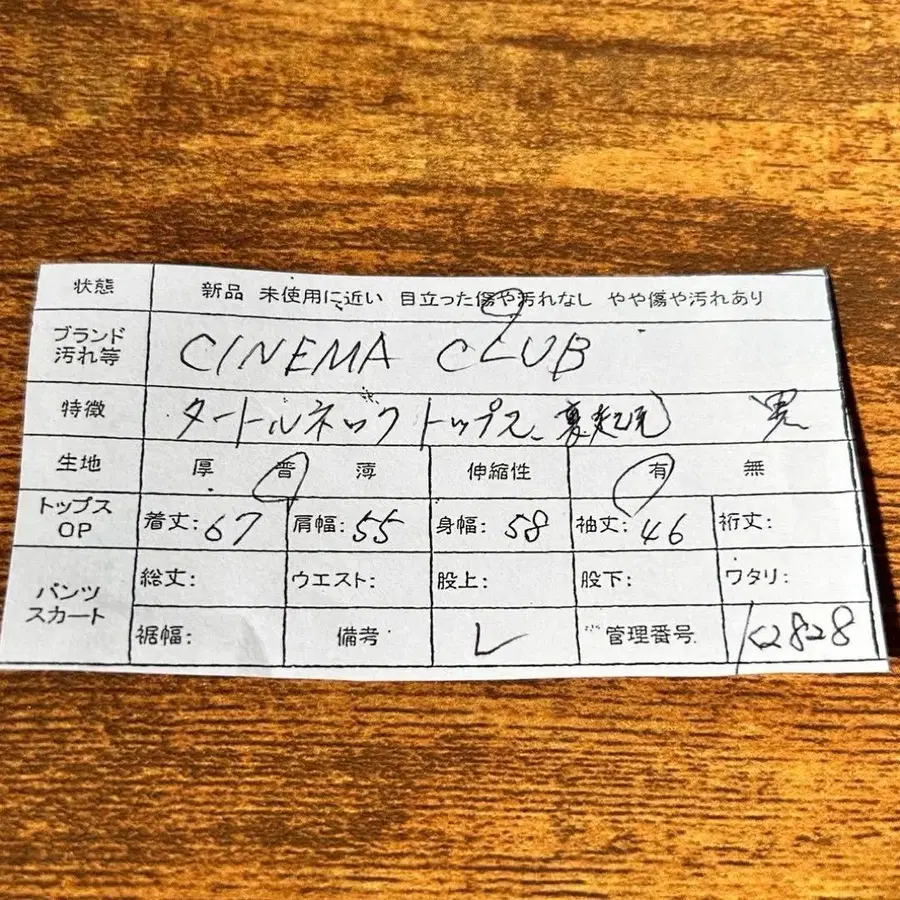 状態 新品 未使用に近い 目立った傷や汚れなし やや傷や汚れあり
ブランド
汚れ等 CINEMA CLUB
特徴 タートルネックトップス、裏起毛 黒
生地 厚 普 薄 伸縮性 有 無
トップス
OP 着丈:67 肩幅:55 身幅:58 袖丈:46 裄丈:
パンツ
スカート 総丈: ウエスト: 股上: 股下: ワタリ:
裾幅: 備考 L 管理番号 K2828